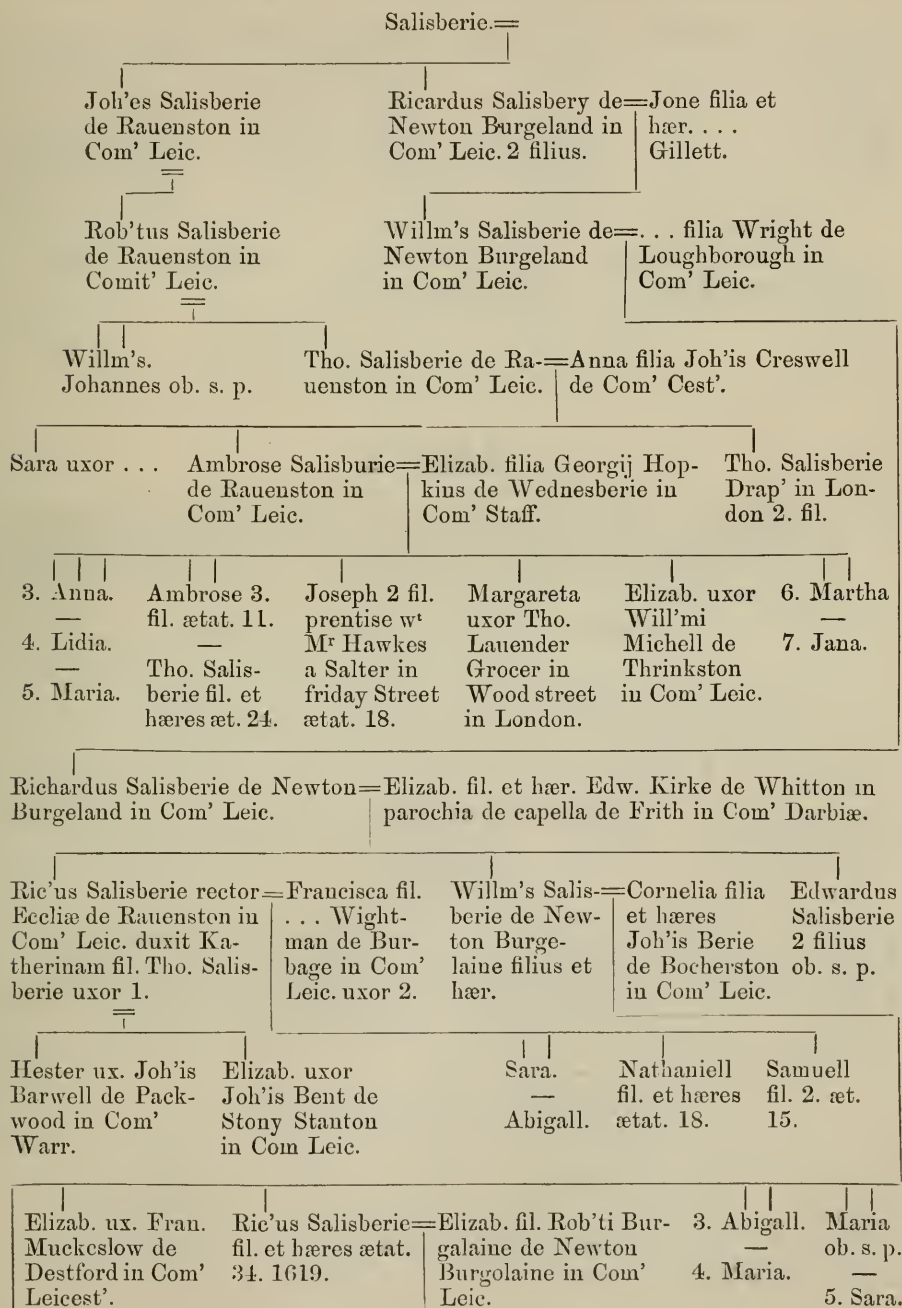 Salisberie.=
Joh'es Salisberie
de Rauenston in
Com' Leic.
Ricardus Salisbery de=Jone filia et
Newton Burgeland in hær. . . .
Com' Leic. 2 filius. Gillett.
Rob'tus Salisberie
de Rauenston in
Comit' Leic.
Willm's Salisberie de=. . . filia Wright de
Newton Burgeland Loughborough in
in Com' Leic. Com' Leic.
Willm's.
Johannes ob. s. p.
Tho. Salisberie de Ra-=Anna filia Joh'is Creswell
uenston in Com' Leic. de Com' Cest'.
Sara uxor . . .
Ambrose Salisburie=Elizab. filia Georgij Hop-
de Rauenston in kins de Wednesberie in
Com' Leic. Com' Staff.
Tho. Salisberie
Drap' in Lon-
don 2. fil.
3. Anna.
—
4. Lidia.
—
5. Maria.
Ambrose 3.
fil. ætat. 11.
—
Tho. Salis-
berie fil. et
hæres æt. 24.
Joseph 2 fil.
prentise wt
Mr Hawkes
a Salter in
friday Street
ætat. 18.
Margareta
uxor Tho.
Lauender
Grocer in
Wood street
in London.
Elizab. uxor
Will'mi
Michell de
Thrinkston
in Com' Leic.
6. Martha
—
7. Jana.
Richardus Salisberie de Newton=Elizab. fil. et hær. Edw. Kirke de Whitton in
Burgeland in Com' Leic. parochia de capella de Frith in Com' Darbiæ.
Ric'us Salisberie rector=Francisca fil.
Eccliæ de Rauenston in . . . Wight-
Com' Leic. duxit Ka- man de Bur-
therinam fil. Tho. Salis- bage in Com'
berie uxor 1. Leic. uxor 2.
Willm's Salis-=Cornelia filia
berie de New- et hæres
ton Burge- Joh'is Berie
laine filius et de Bocherston
hær. in Com' Leic.
Edwardus
Salisberie
2 filius
ob. s. p.
Hester ux. Joh'is
Barwell de Pack-
wood in Com'
Warr.
Elizab. uxor
Joh'is Bent de
Stony Stanton
in Com Leic.
Sara.
—
Abigall.
Nathaniell
fil. et hæres
ætat. 18.
Samuell
fil. 2. æt.
15.
Elizab. ux. Fran.
Muckeslow de
Destford in Com'
Leicest'.
Ric'us Salisberie=Elizab. fil. Rob'ti Bur-
fil. et hæres ætat. galaine de Newton
34. 1619. Burgolaine in Com'
Leic.
3. Abigall.
—
4. Maria.
Maria
ob. s. p.
—
5. Sara.